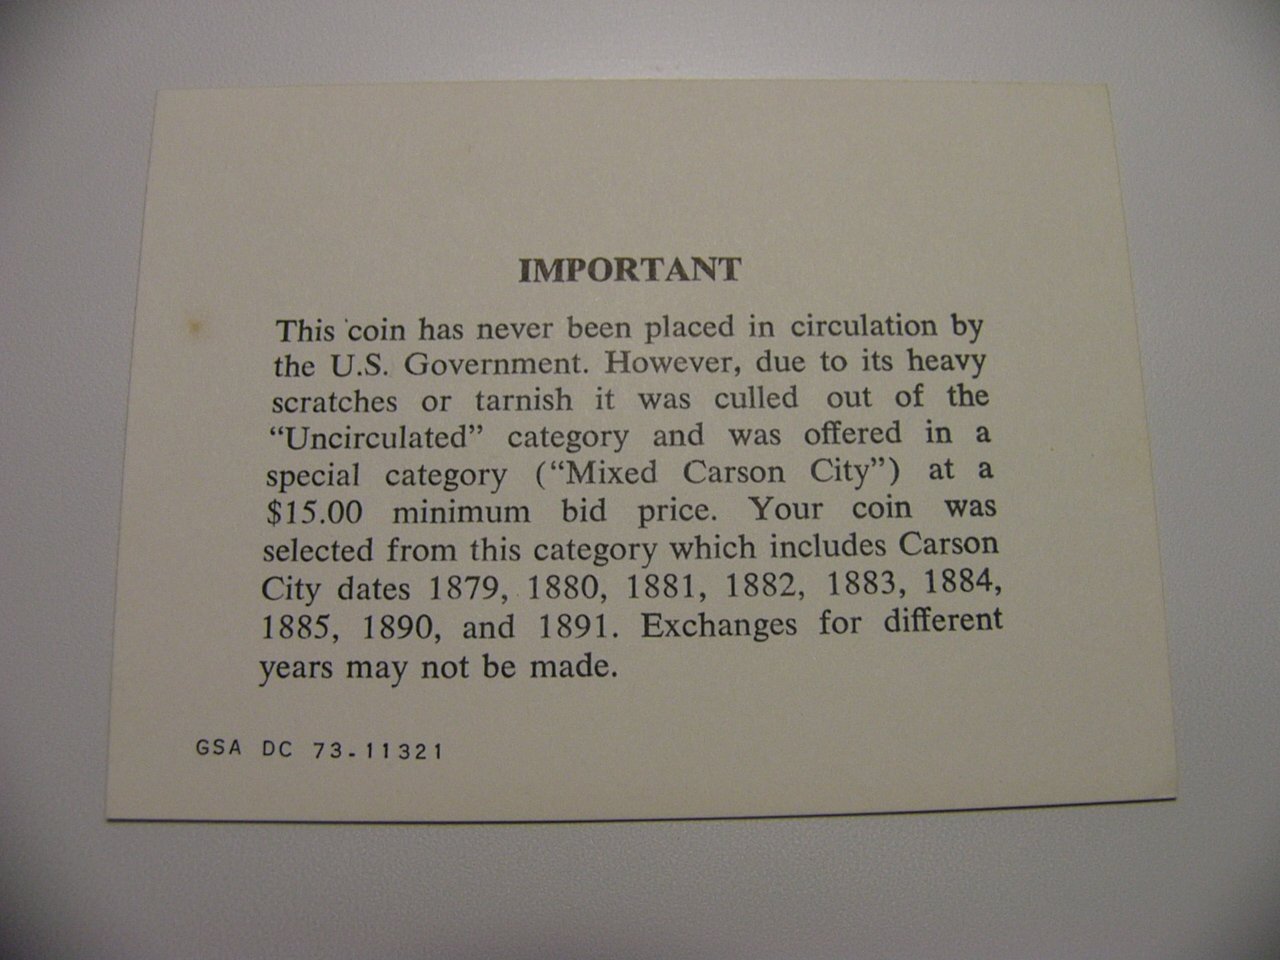 IMPORTANT
This coin has never been placed in circulation by
the U.S. Government. However, due to its heavy
scratches or tarnish it was culled out of the
“Uncirculated” category and was offered in a
special category (“Mixed Carson City”) at a
$15.00 minimum bid price. Your coin was
selected from this category which includes Carson
City dates 1879, 1880, 1881, 1882, 1883, 1884,
1885, 1890, and 1891. Exchanges for different
years may not be made.
GSA DC 73-11321